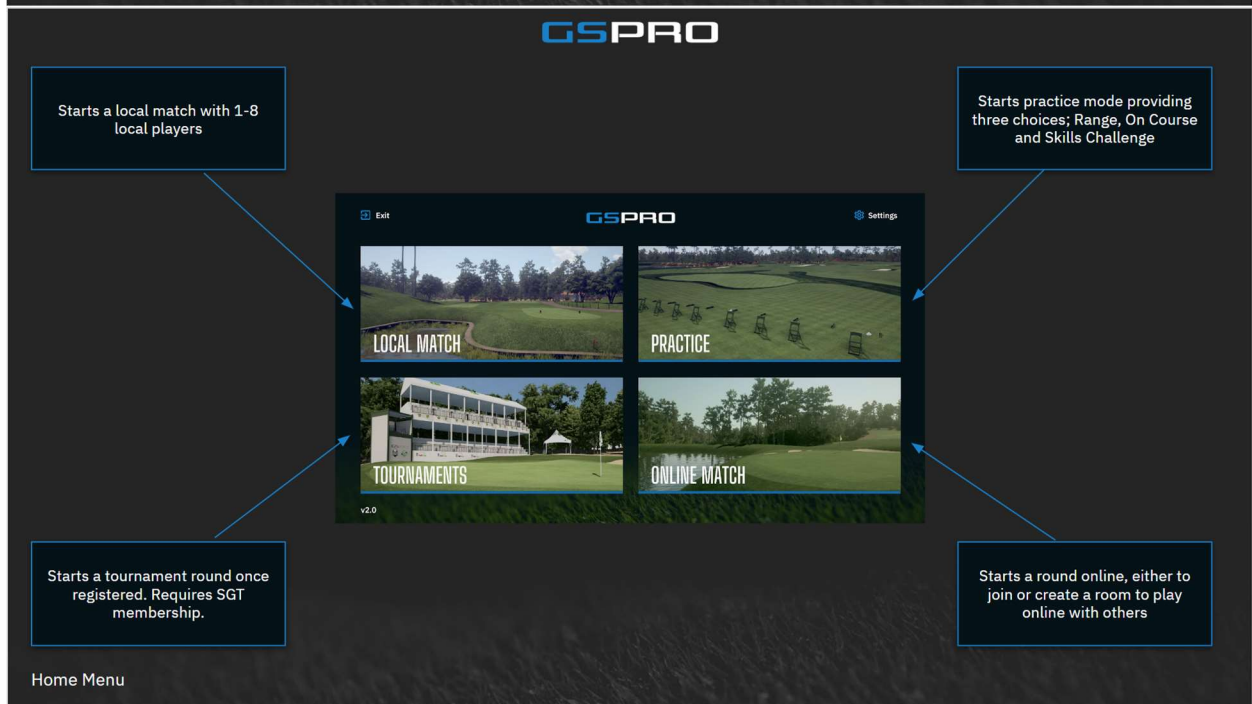 GSPRO
Starts a local match with 1-8
local players
Starts practice mode providing
three choices; Range, On Course
and Skills Challenge
Exit
GSPRO
Settings
LOCAL MATCH
PRACTICE
TOURNAMENTS
ONLINE MATCH
v2.0
Starts a tournament round once
registered. Requires SGT
membership.
Starts a round online, either to
join or create a room to play
online with others
Home Menu